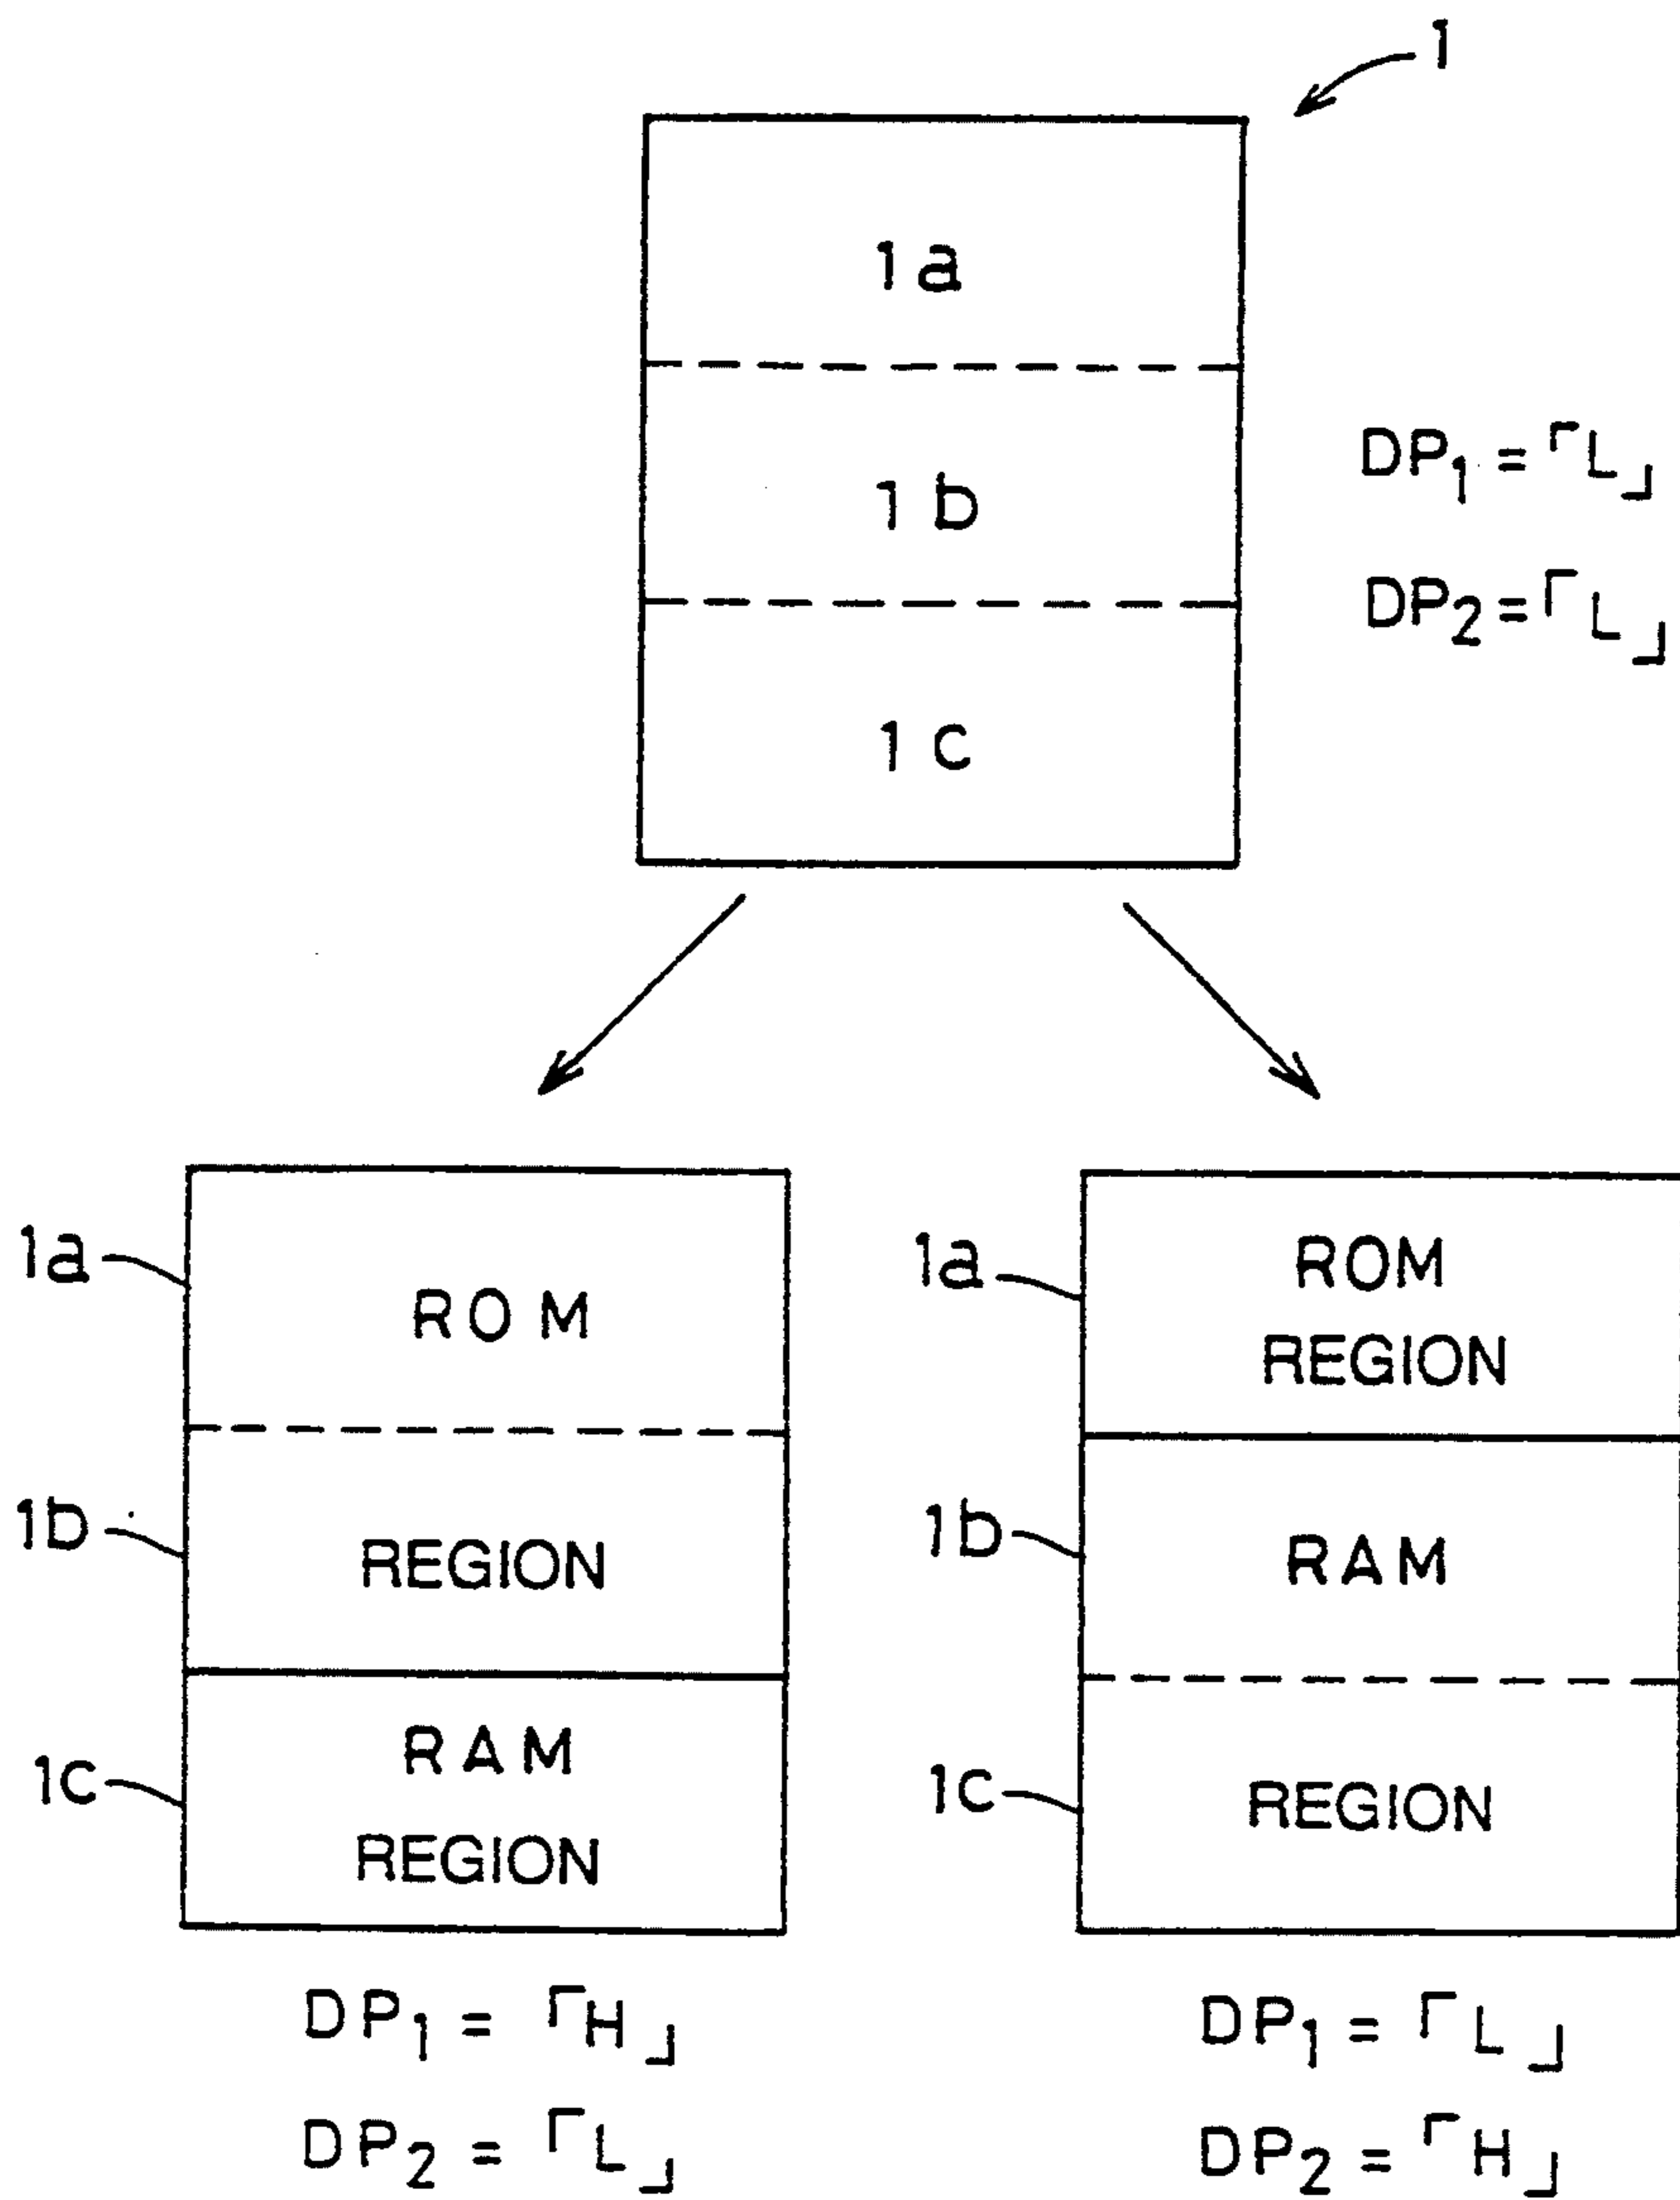 1
1a
1b
1c
DP₁ = 「L」
DP₂ = 「L」
1a
ROM
1b
REGION
1c
RAM
REGION
DP₁ = 「H」
DP₂ = 「L」
1a
ROM
REGION
1b
RAM
1c
REGION
DP₁ = 「L」
DP₂ = 「H」